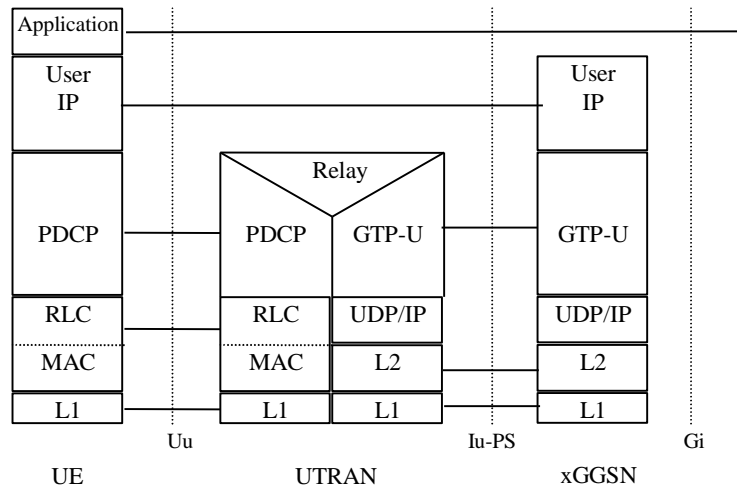 Application
User User
IP IP
Relay
PDCP PDCP GTP-U GTP-U
RLC RLC UDP/IP UDP/IP
MAC MAC L2 L2
L1 L1 L1 L1
Uu Iu-PS Gi
UE UTRAN xGGSN